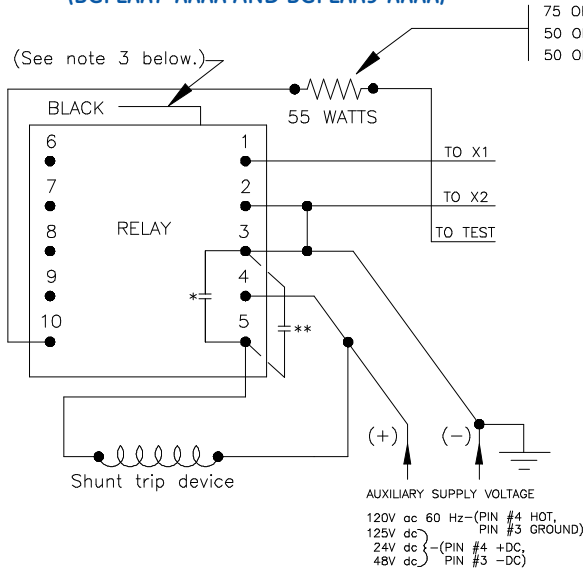 75 O
50 O
50 O
(See note 3 below.)
BLACK
55 WATTS
6
1
TO X1
7
2
TO X2
8
RELAY
3
TO TEST
9
4
*
**
10
5
(+)
(-)
Shunt trip device
AUXILIARY SUPPLY VOLTAGE
120V ac 60 Hz-(PIN #4 HOT,
PIN #3 GROUND)
125V dc
24V dc -(PIN #4 +DC,
48V dc PIN #3 -DC)